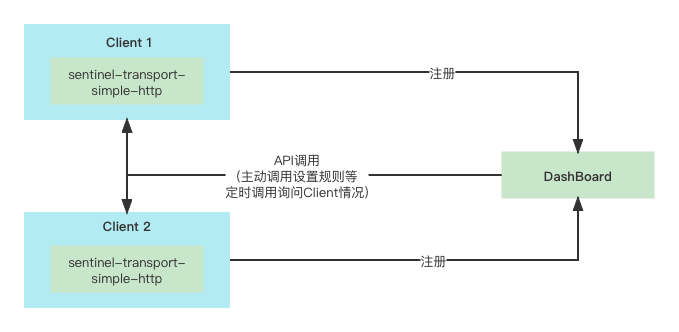 Client 1
sentinel-transport-
simple-http
注册
API调用
(主动调用设置规则等
定时调用询问Client情况)
DashBoard
Client 2
sentinel-transport-
simple-http
注册